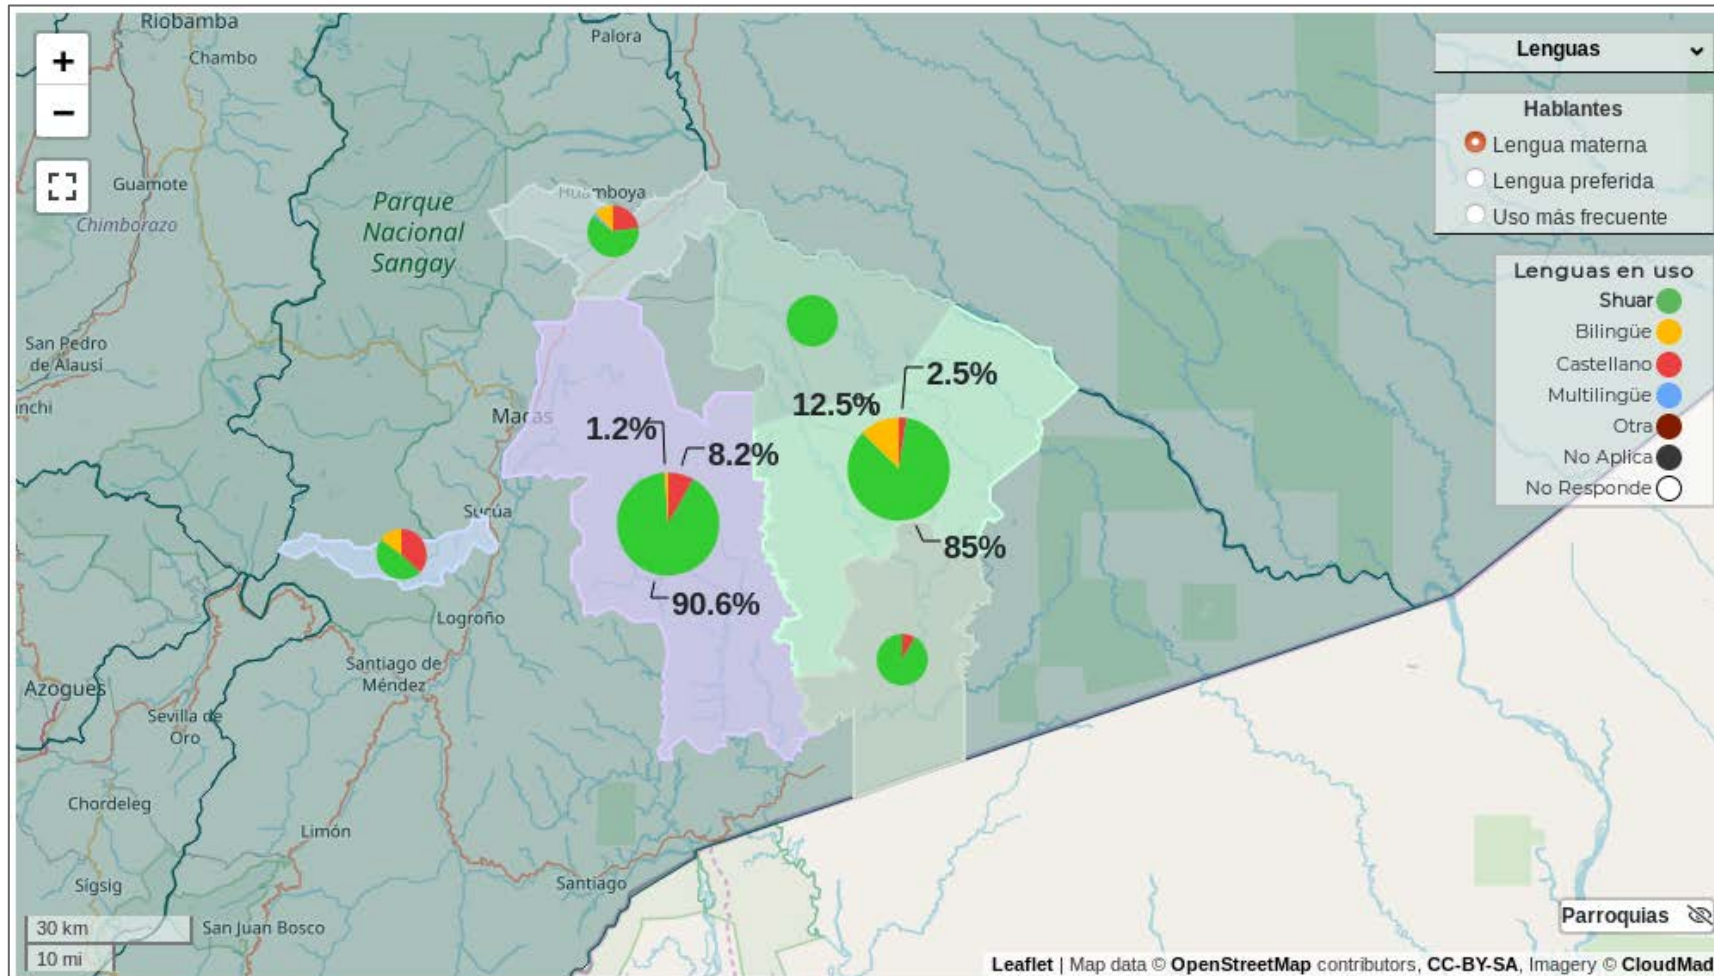 Riobamba
Chambo
Palora
Guamote
Chimborazo
Parque
Nacional
Sangay
Huamboya
San Pedro
de Alausí
nchi
Macas
Sucúa
Logroño
Santiago de
Méndez
Azogues
Sevilla de
Oro
Chordeleg
Limón
Sígsig
Santiago
San Juan Bosco
1.2%
8.2%
90.6%
12.5%
2.5%
85%
+
−
Lenguas
Hablantes
Lengua materna
Lengua preferida
Uso más frecuente
Lenguas en uso
Shuar
Bilingüe
Castellano
Multilingüe
Otra
No Aplica
No Responde
Parroquias
30 km
10 mi
Leaflet | Map data © OpenStreetMap contributors, CC-BY-SA, Imagery © CloudMad